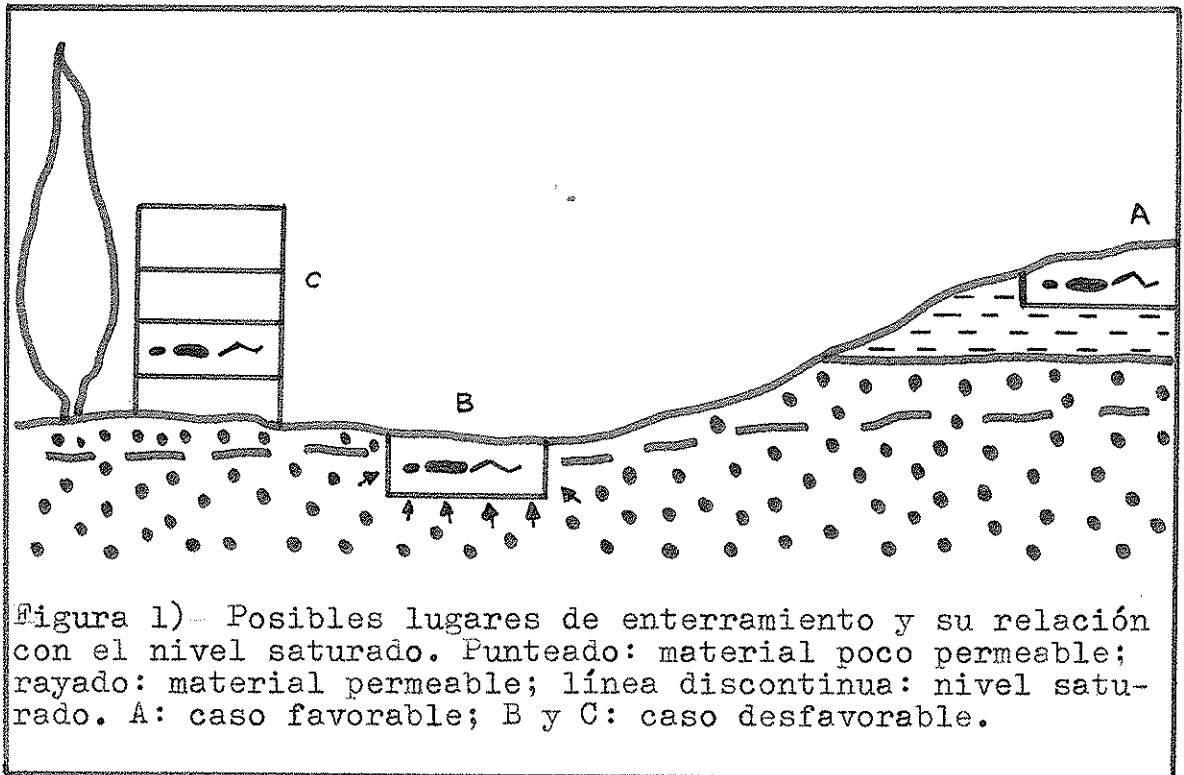 A
C
B
Figura 1) Posibles lugares de enterramiento y su relación
con el nivel saturado. Punteado: material poco permeable;
rayado: material permeable; línea discontinua: nivel satu-
rado. A: caso favorable; B y C: caso desfavorable.